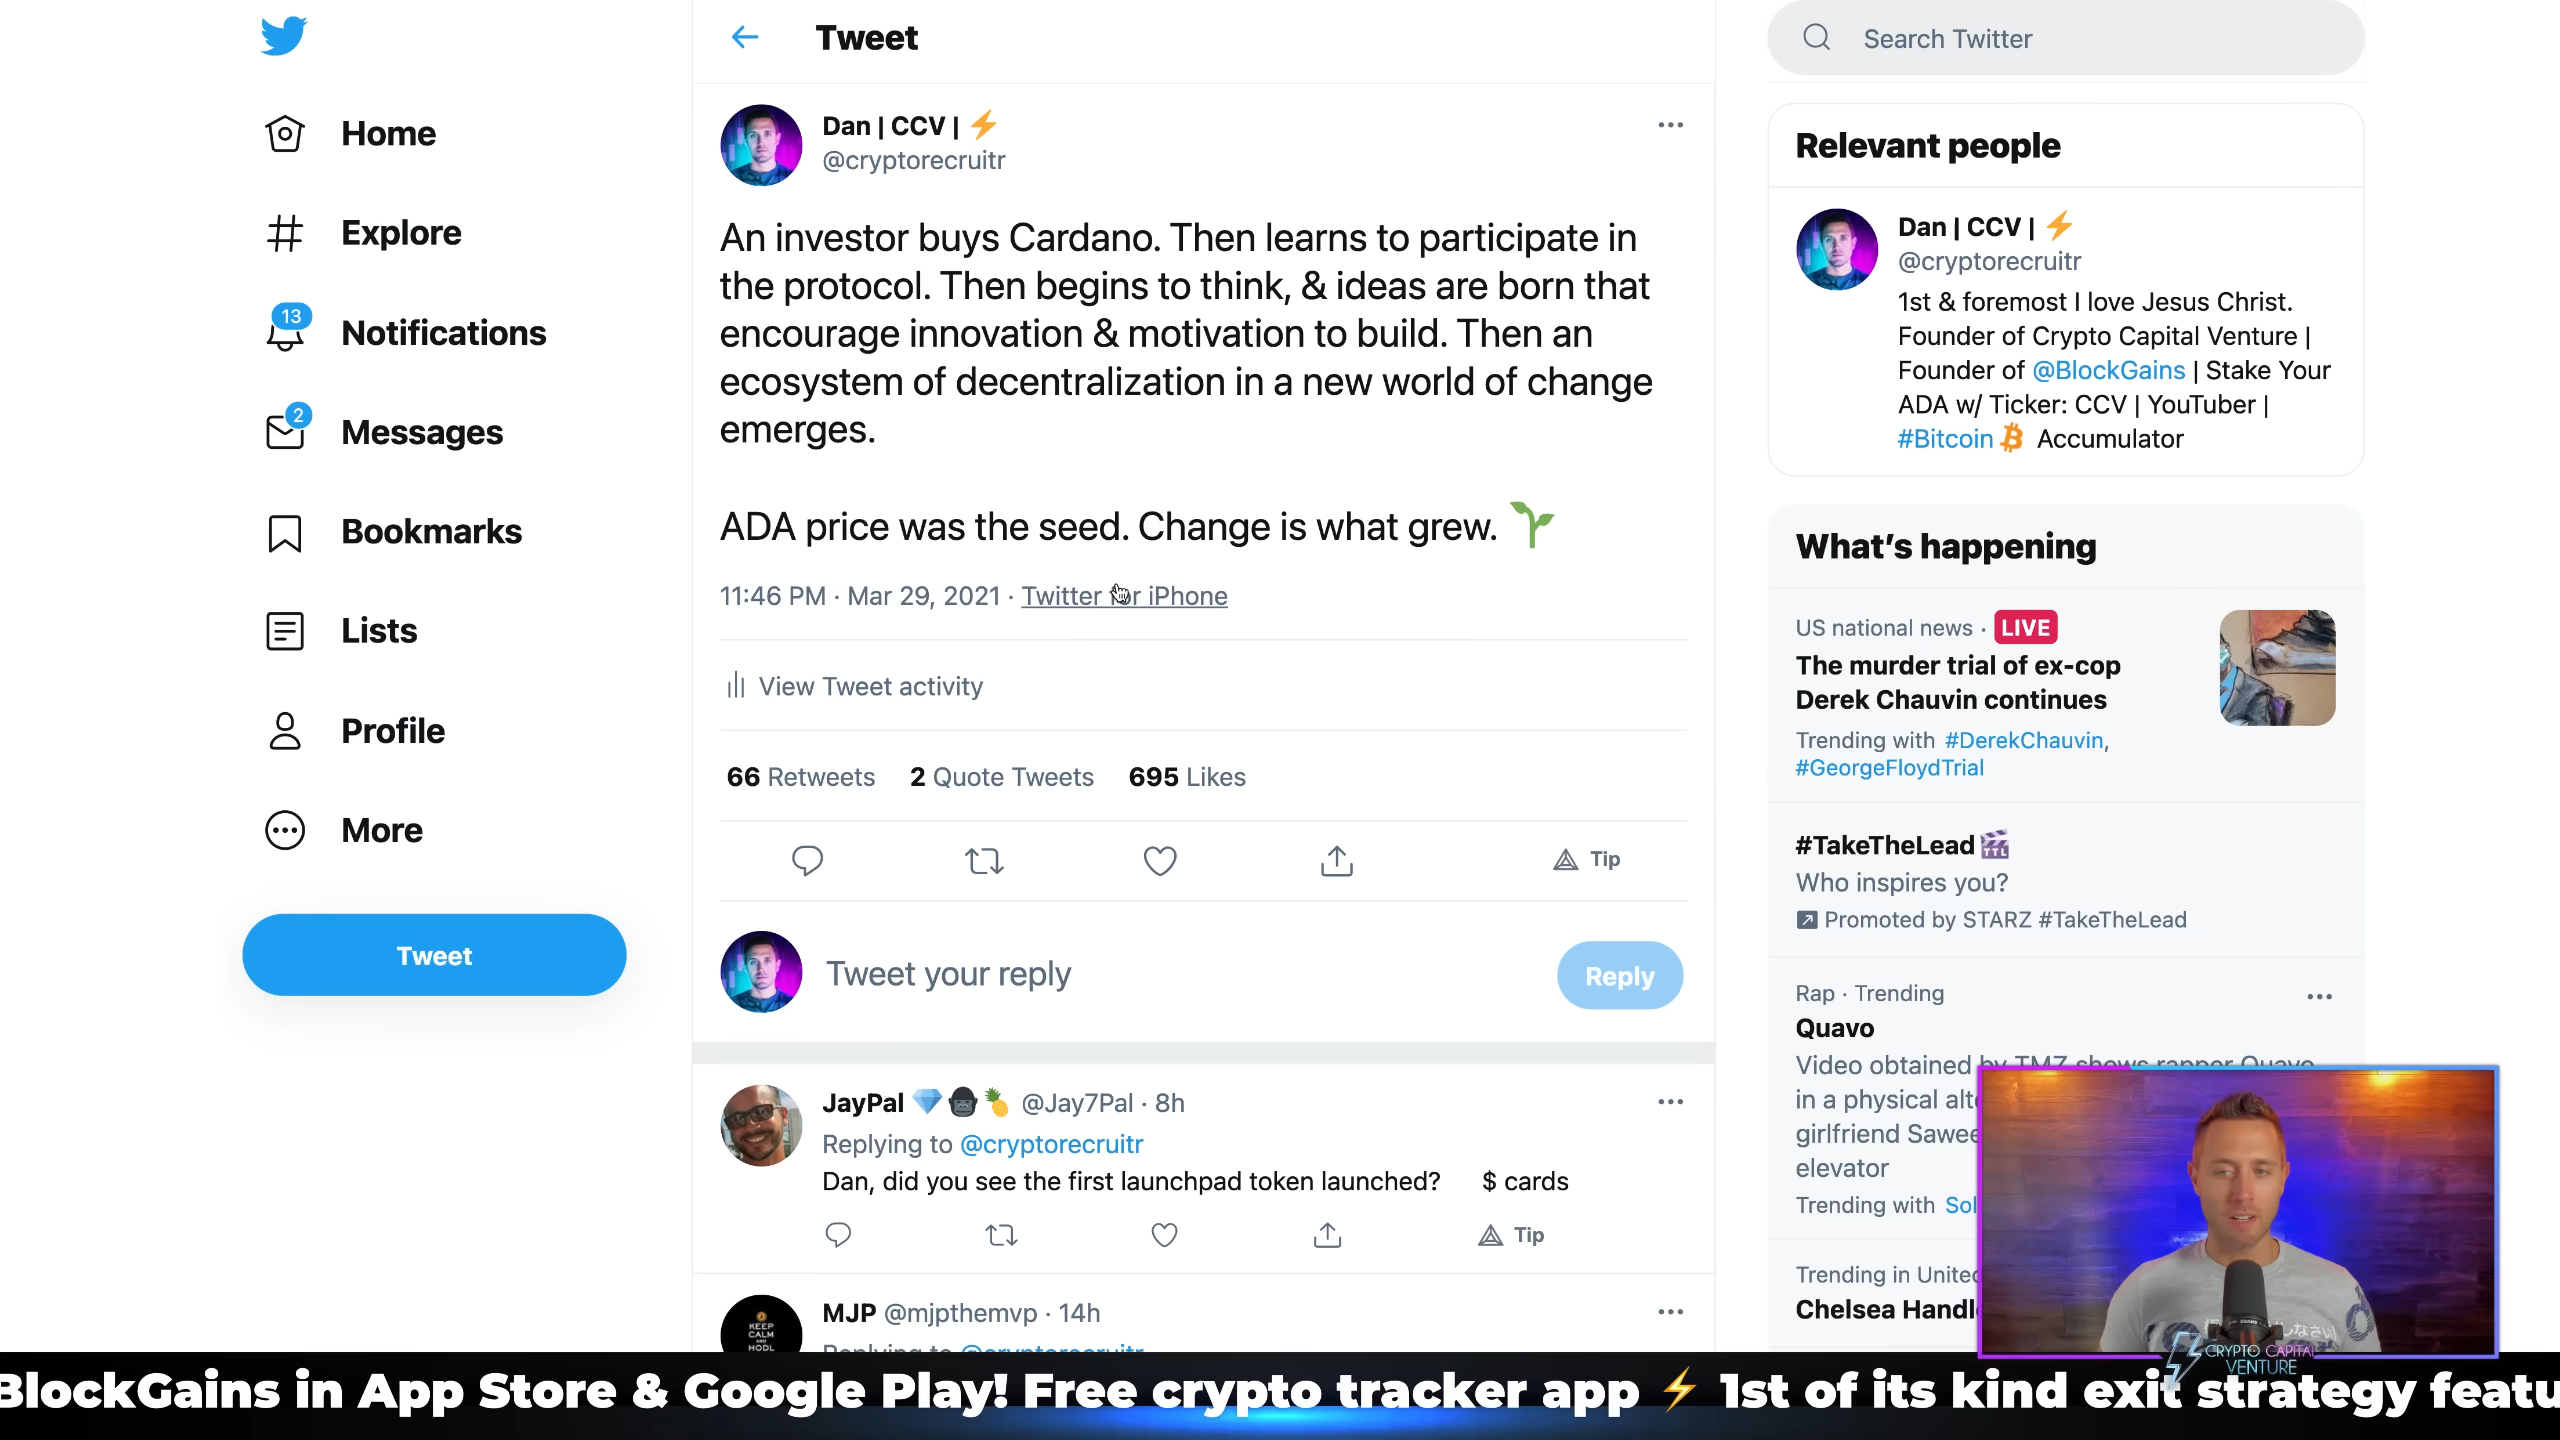 Home
Explore
13
Notifications
2
Messages
Bookmarks
Lists
Profile
More
Tweet
Tweet
Dan | CCV | ⚡
@cryptorecruitr
An investor buys Cardano. Then learns to participate in
the protocol. Then begins to think, & ideas are born that
encourage innovation & motivation to build. Then an
ecosystem of decentralization in a new world of change
emerges.
ADA price was the seed. Change is what grew. 🌱
11:46 PM · Mar 29, 2021 · Twitter for iPhone
View Tweet activity
66 Retweets 2 Quote Tweets 695 Likes
Tip
Tweet your reply
Reply
JayPal 💎🦍🍍 @Jay7Pal · 8h
Replying to @cryptorecruitr
Dan, did you see the first launchpad token launched? $ cards
Tip
MJP @mjpthemvp · 14h
KEEP
CALM
AND
HODL
Replying to @cryptorecruitr
Search Twitter
Relevant people
Dan | CCV | ⚡
@cryptorecruitr
1st & foremost I love Jesus Christ.
Founder of Crypto Capital Venture |
Founder of @BlockGains | Stake Your
ADA w/ Ticker: CCV | YouTuber |
#Bitcoin Accumulator
What's happening
US national news · LIVE
The murder trial of ex-cop
Derek Chauvin continues
Trending with #DerekChauvin,
#GeorgeFloydTrial
#TakeTheLead
Who inspires you?
Promoted by STARZ #TakeTheLead
Rap · Trending
Quavo
Video obtained by TMZ shows rapper Quavo
in a physical alt
girlfriend Sawee
elevator
Trending with Sol
Trending in United
Chelsea Handl
CRYPTO CAPITAL
VENTURE
BlockGains in App Store & Google Play! Free crypto tracker app ⚡ 1st of its kind exit strategy featu